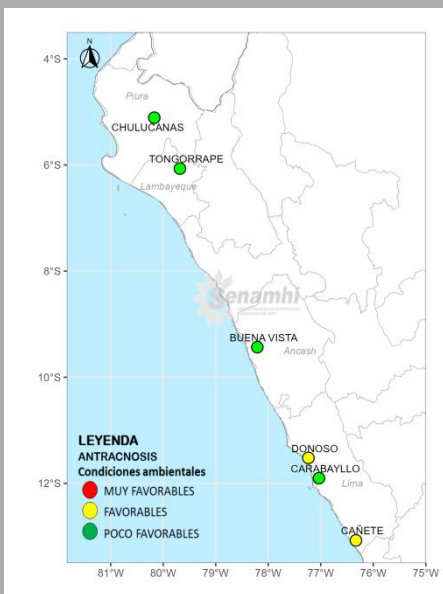 4°S
N
Piura
CHULUCANAS
TONGORRAPE
6°S
Lambayeque
8°S
Senamhi
BUENA VISTA
Ancash
10°S
LEYENDA
ANTRACNOSIS
Condiciones ambientales
MUY FAVORABLES
FAVORABLES
POCO FAVORABLES
DONOSO
CARABAYLLO
12°S
Lima
CAÑETE
81°W 80°W 79°W 78°W 77°W 76°W 75°W